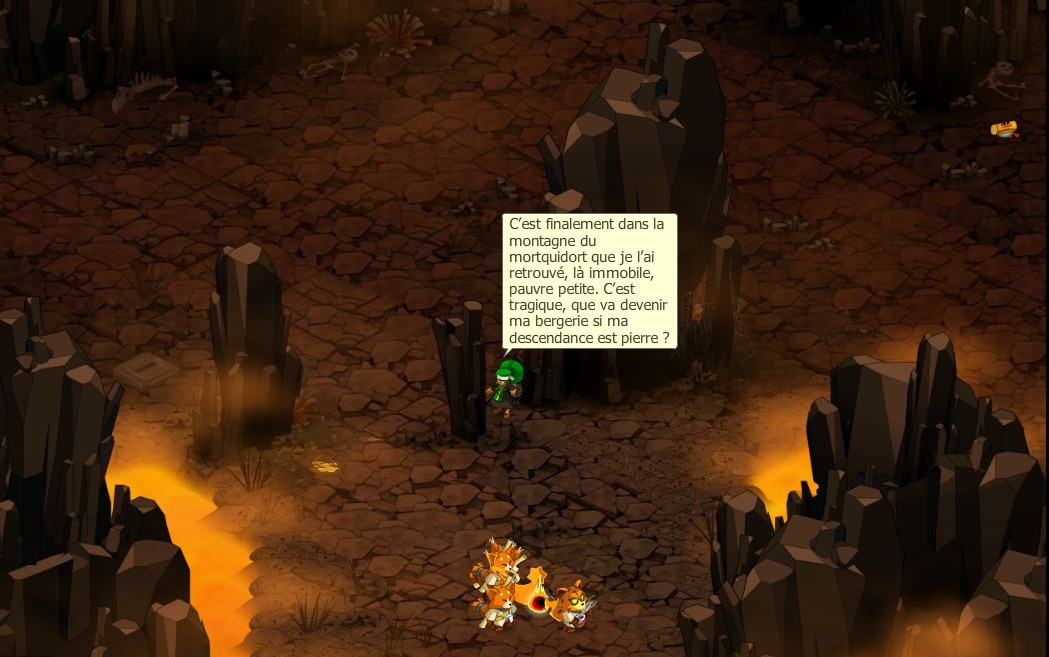 C’est finalement dans la
montagne du
mortquidort que je l’ai
retrouvé, là immobile,
pauvre petite. C’est
tragique, que va devenir
ma bergerie si ma
descendance est pierre ?